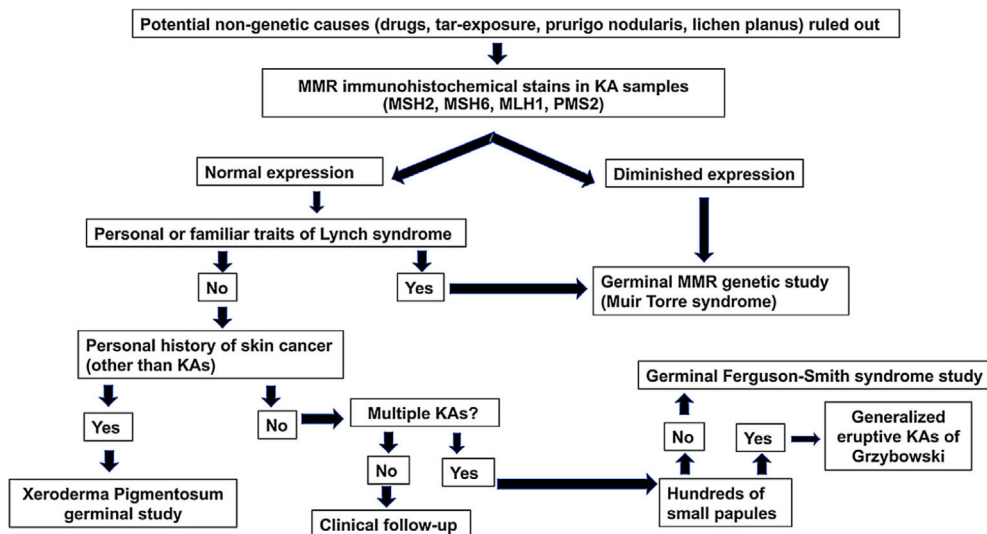 Potential non-genetic causes (drugs, tar-exposure, prurigo nodularis, lichen planus) ruled out
MMR immunohistochemical stains in KA samples
(MSH2, MSH6, MLH1, PMS2)
Normal expression
Diminished expression
Personal or familiar traits of Lynch syndrome
No
Yes
Germinal MMR genetic study
(Muir Torre syndrome)
Personal history of skin cancer
(other than KAs)
Yes
No
Multiple KAs?
No
Yes
Germinal Ferguson-Smith syndrome study
No
Yes
Generalized
eruptive KAs of
Grzybowski
Hundreds of
small papules
Xeroderma Pigmentosum
germinal study
Clinical follow-up